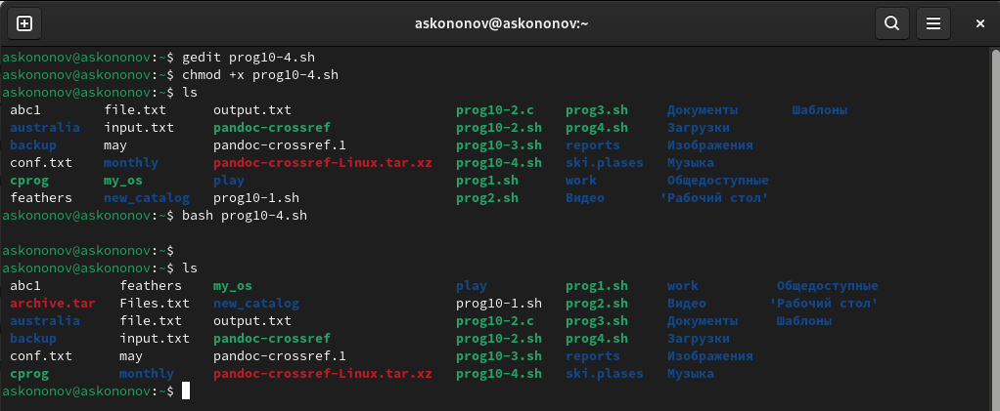 askononov@askononov:~
askononov@askononov:~$ gedit prog10-4.sh
askononov@askononov:~$ chmod +x prog10-4.sh
askononov@askononov:~$ ls
abc1 file.txt output.txt prog10-2.c prog3.sh Документы Шаблоны
australia input.txt pandoc-crossref prog10-2.sh prog4.sh Загрузки
backup may pandoc-crossref.1 prog10-3.sh reports Изображения
conf.txt monthly pandoc-crossref-Linux.tar.xz prog10-4.sh ski.plases Музыка
cprog my_os play prog1.sh work Общедоступные
feathers new_catalog prog10-1.sh prog2.sh Видео 'Рабочий стол'
askononov@askononov:~$ bash prog10-4.sh
askononov@askononov:~$
askononov@askononov:~$ ls
abc1 feathers my_os play prog1.sh work Общедоступные
archive.tar Files.txt new_catalog prog10-1.sh prog2.sh Видео 'Рабочий стол'
australia file.txt output.txt prog10-2.c prog3.sh Документы Шаблоны
backup input.txt pandoc-crossref prog10-2.sh prog4.sh Загрузки
conf.txt may pandoc-crossref.1 prog10-3.sh reports Изображения
cprog monthly pandoc-crossref-Linux.tar.xz prog10-4.sh ski.plases Музыка
askononov@askononov:~$